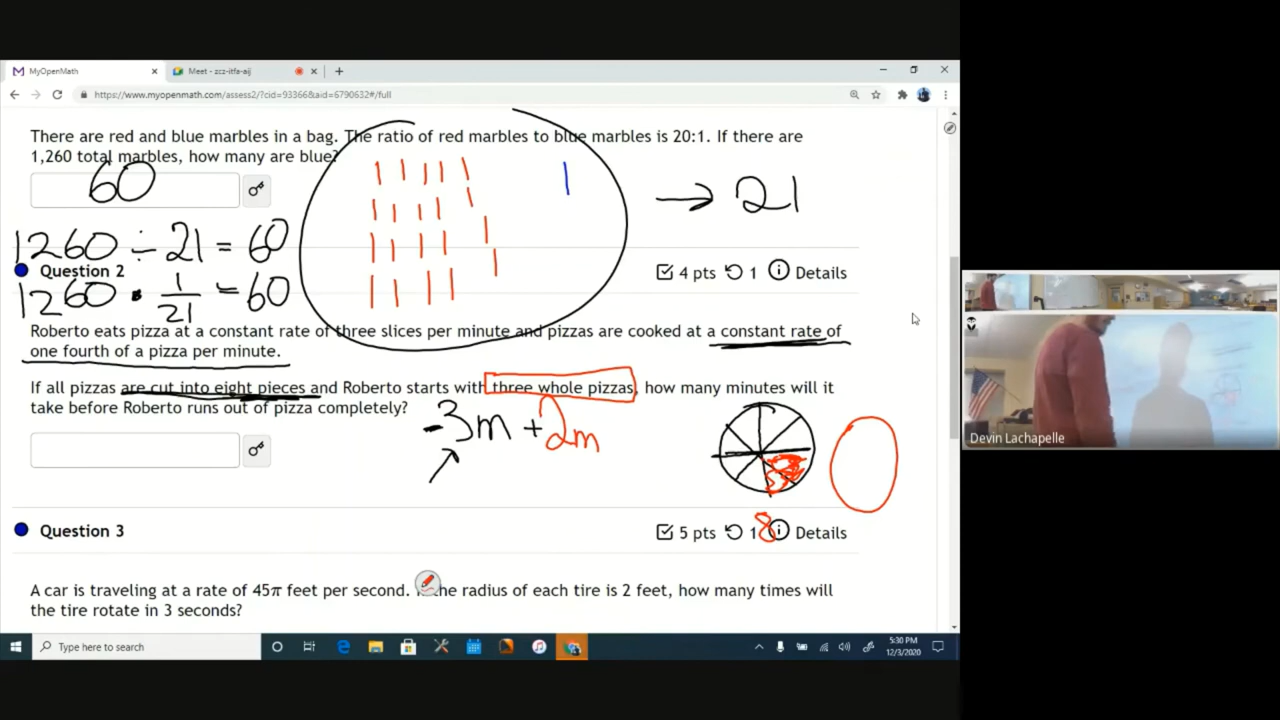 MyOpenMath
Meet - zcz-itfa-aij
https://www.myopenmath.com/assess2/?cid=93366&aid=6790632#/full
There are red and blue marbles in a bag. The ratio of red marbles to blue marbles is 20:1. If there are
1,260 total marbles, how many are blue?
60
→ 21
1260 ÷ 21 = 60
Question 2
4 pts 1 Details
1260 · 1/21 = 60
Roberto eats pizza at a constant rate of three slices per minute and pizzas are cooked at a constant rate of
one fourth of a pizza per minute.
If all pizzas are cut into eight pieces and Roberto starts with three whole pizzas, how many minutes will it
take before Roberto runs out of pizza completely?
-3m + 2m
Devin Lachapelle
8
Question 3
5 pts 1 Details
A car is traveling at a rate of 45π feet per second. the radius of each tire is 2 feet, how many times will
the tire rotate in 3 seconds?
Type here to search
5:30 PM
12/3/2020